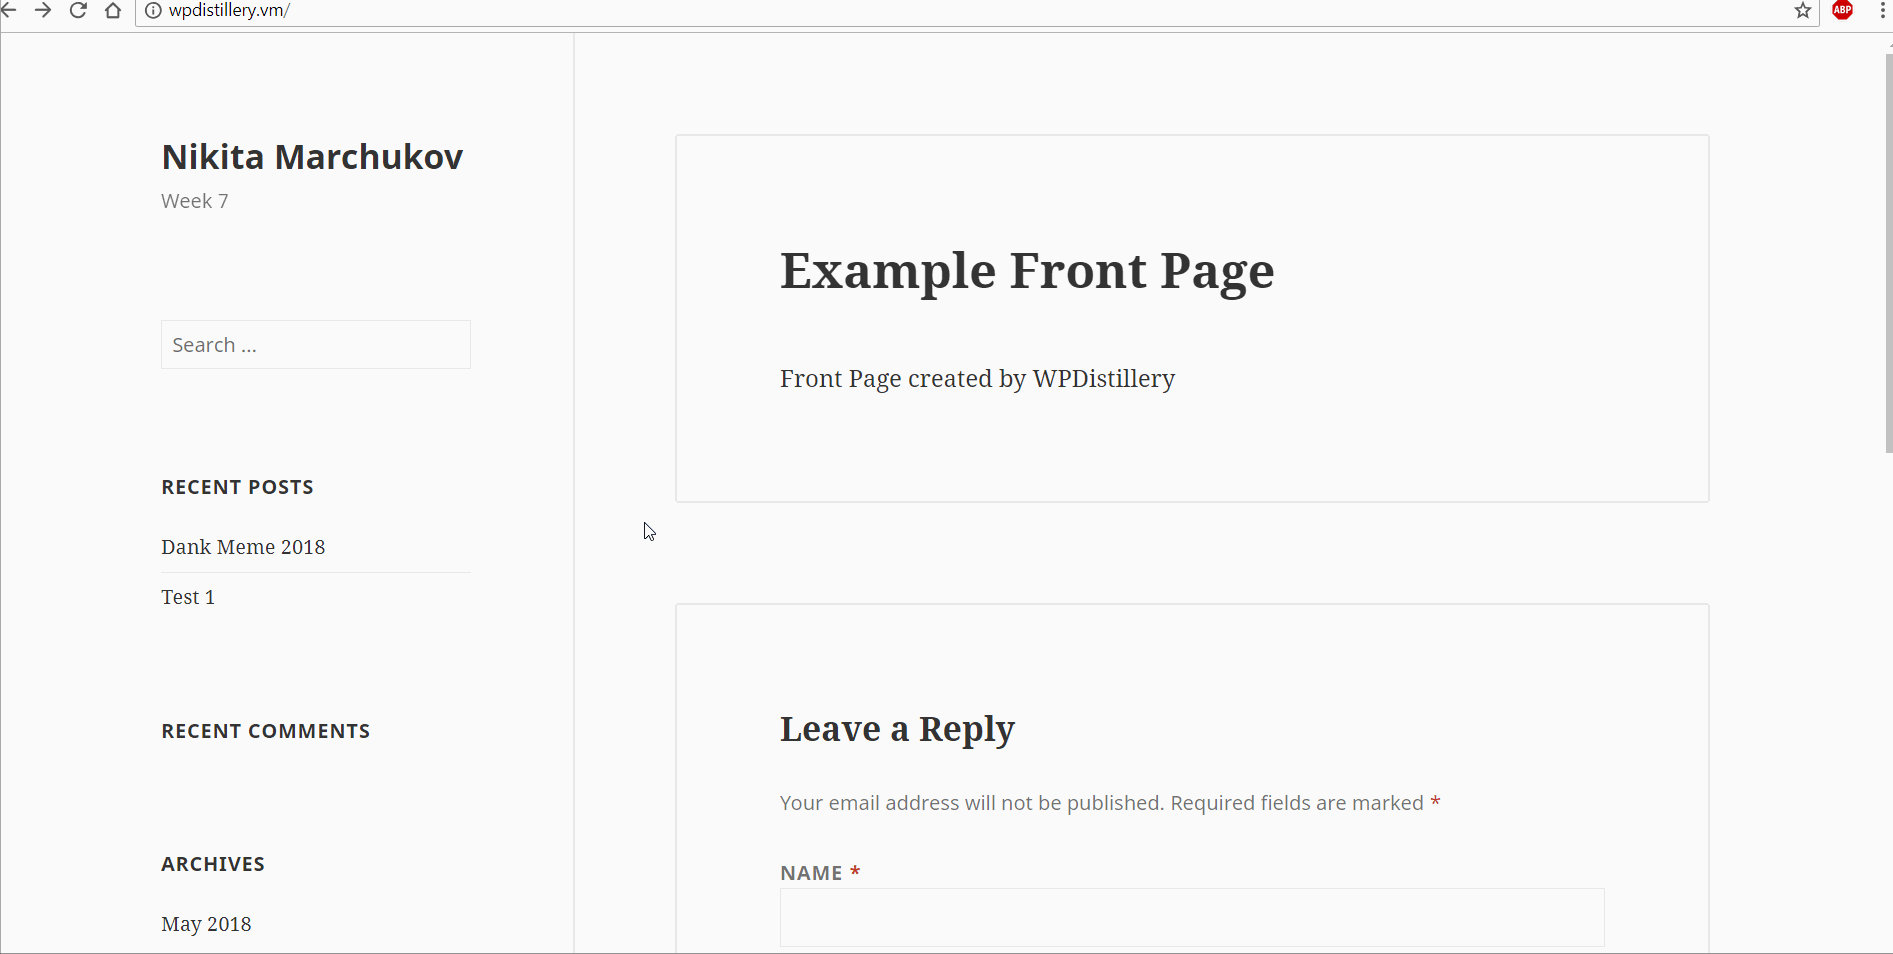 wpdistillery.vm/
ABP
Nikita Marchukov
Week 7
Search ...
RECENT POSTS
Dank Meme 2018
Test 1
RECENT COMMENTS
ARCHIVES
May 2018
Example Front Page
Front Page created by WPDistillery
Leave a Reply
Your email address will not be published. Required fields are marked *
NAME *